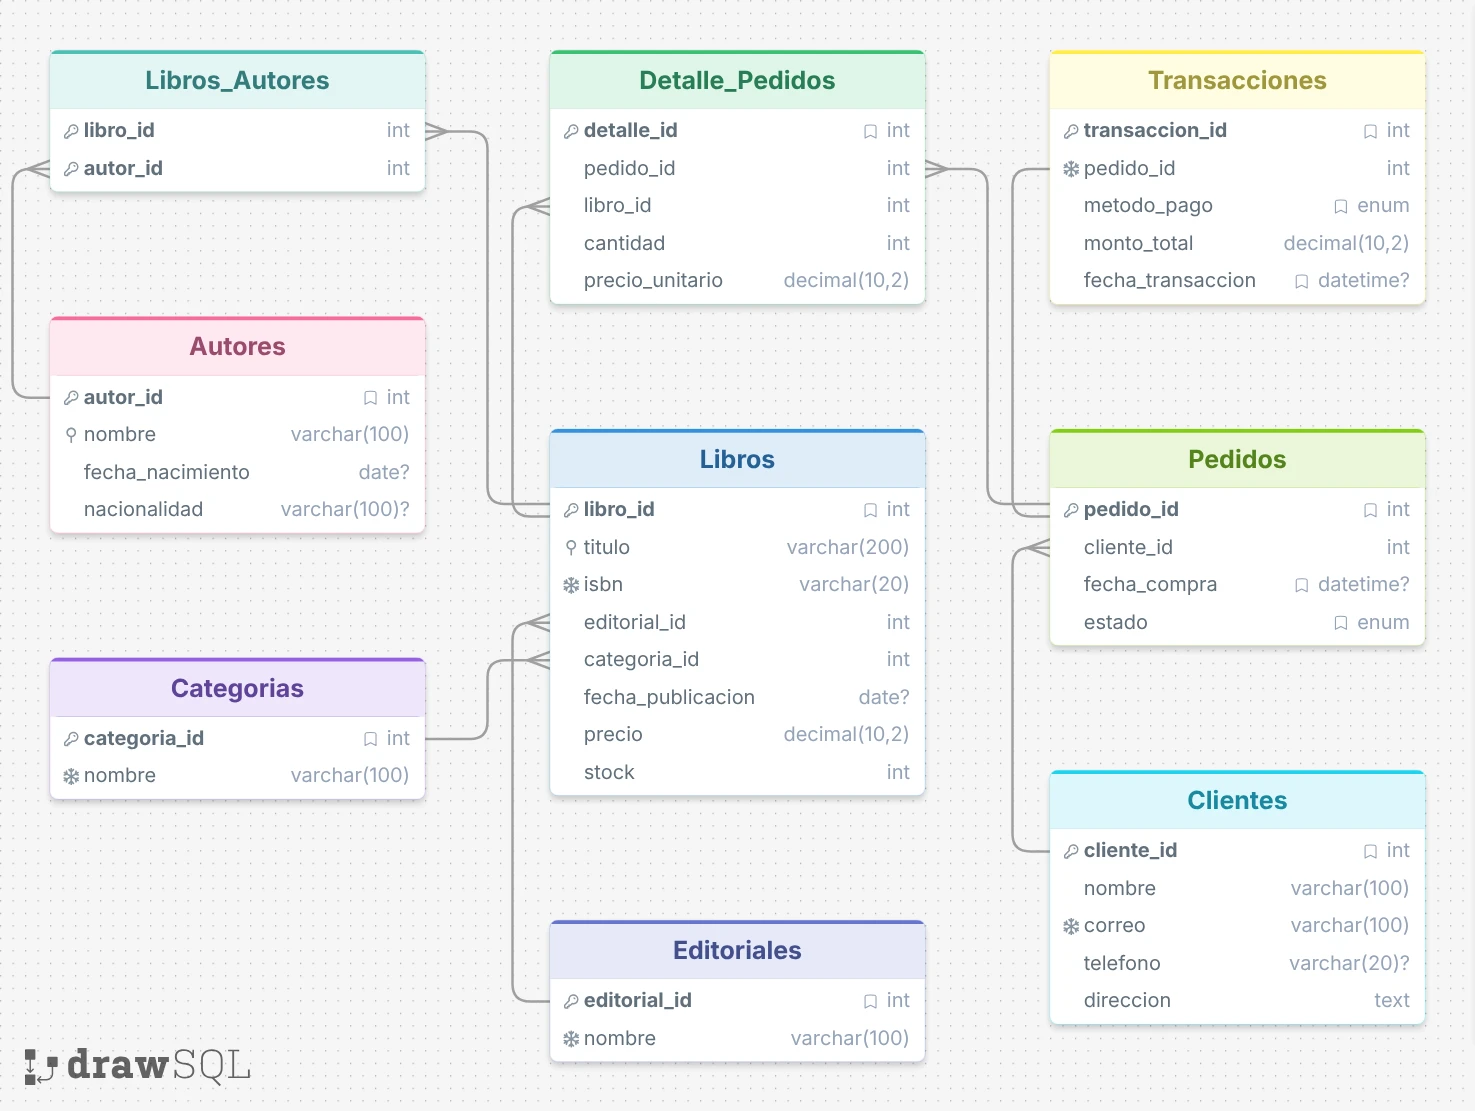 Libros_Autores
libro_id int
autor_id int
Detalle_Pedidos
detalle_id int
pedido_id int
libro_id int
cantidad int
precio_unitario decimal(10,2)
Transacciones
transaccion_id int
pedido_id int
metodo_pago enum
monto_total decimal(10,2)
fecha_transaccion datetime?
Autores
autor_id int
nombre varchar(100)
fecha_nacimiento date?
nacionalidad varchar(100)?
Libros
libro_id int
titulo varchar(200)
isbn varchar(20)
editorial_id int
categoria_id int
fecha_publicacion date?
precio decimal(10,2)
stock int
Pedidos
pedido_id int
cliente_id int
fecha_compra datetime?
estado enum
Categorias
categoria_id int
nombre varchar(100)
Clientes
cliente_id int
nombre varchar(100)
correo varchar(100)
telefono varchar(20)?
direccion text
Editoriales
editorial_id int
nombre varchar(100)
drawSQL